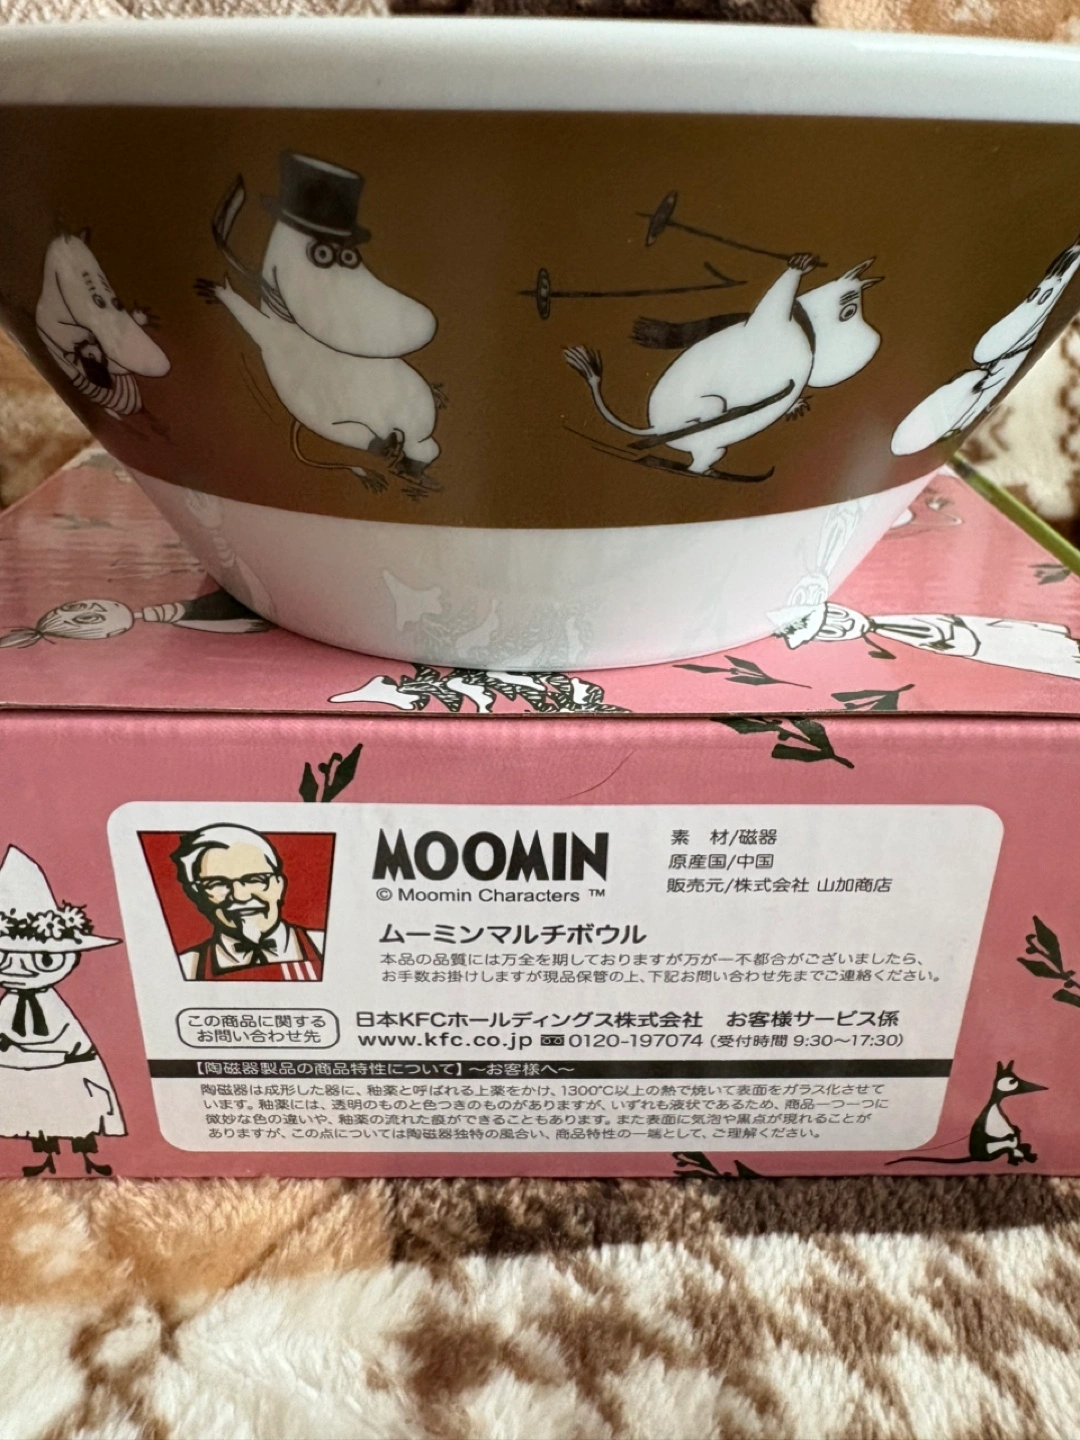 MOOMIN
© Moomin Characters ™
素 材/磁器
原産国/中国
販売元/株式会社 山加商店
ムーミンマルチボウル
本品の品質には万全を期しておりますが万が一不都合がございましたら、
お手数お掛けしますが現品保管の上、下記お問い合わせ先までご連絡ください。
この商品に関する
お問い合わせ先
日本KFCホールディングス株式会社 お客様サービス係
www.kfc.co.jp 0120-197074（受付時間 9:30〜17:30）
【陶磁器製品の商品特性について】〜お客様へ〜
陶磁器は成形した器に、釉薬と呼ばれる上薬をかけ、1300℃以上の熱で焼いて表面をガラス化させて
います。釉薬には、透明のものと色つきのものがありますが、いずれも液状であるため、商品一つ一つに
微妙な色の違いや、釉薬の流れた痕ができることもあります。また表面に気泡や黒点が現れることが
ありますが、この点については陶磁器独特の風合い、商品特性の一端として、ご理解ください。